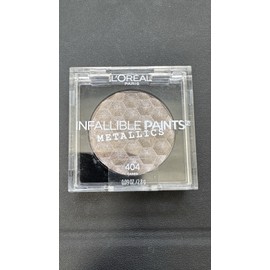 L'ORÉAL
PARIS
INFALLIBLE PAINTS
METALLICS
404